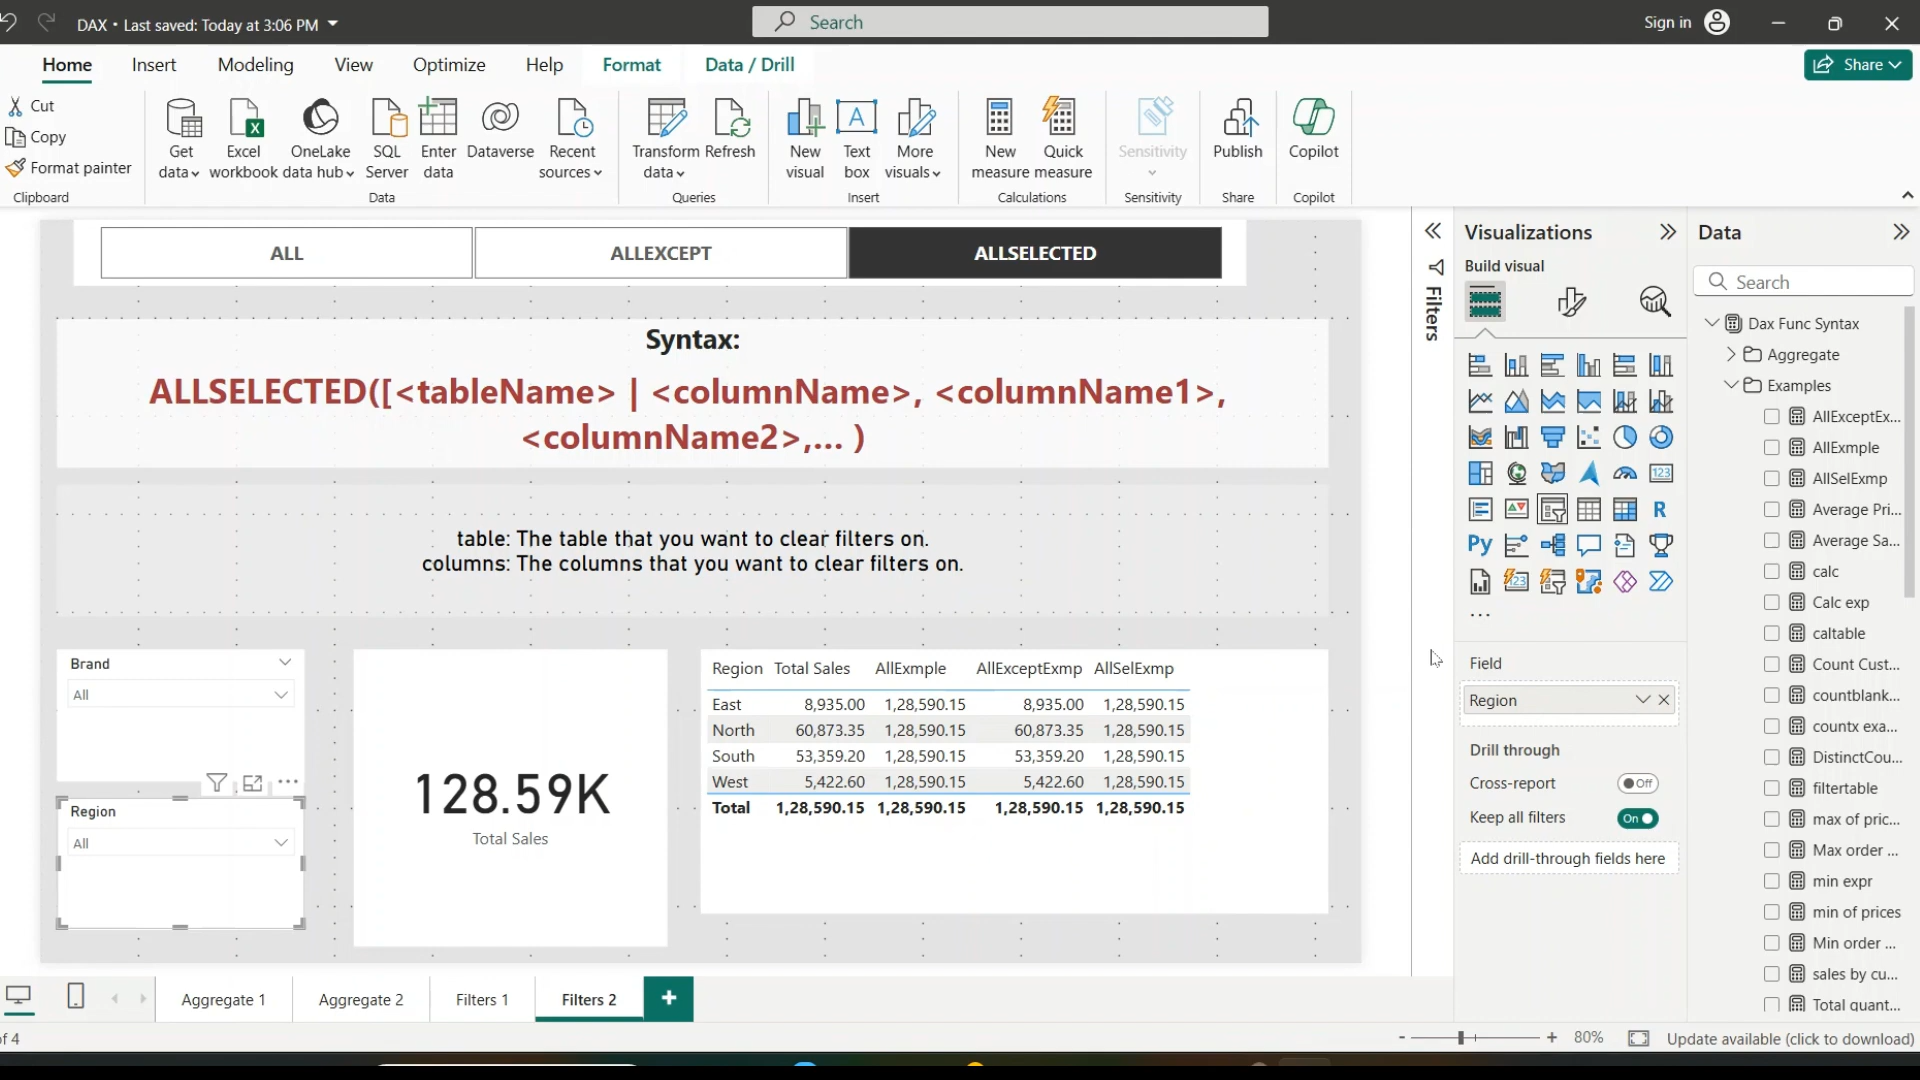 DAX • Last saved: Today at 3:06 PM
Search
Sign in
Home Insert Modeling View Optimize Help Format Data / Drill
Share
Cut
Copy
Format painter
Clipboard
Get data
Excel workbook
OneLake data hub
SQL Server
Enter data
Dataverse
Recent sources
Data
Transform data
Refresh
Queries
New visual
Text box
More visuals
Insert
New measure
Quick measure
Calculations
Sensitivity
Sensitivity
Publish
Share
Copilot
Copilot
ALL
ALLEXCEPT
ALLSELECTED
Syntax:
ALLSELECTED([<tableName> | <columnName>, <columnName1>,
<columnName2>,... )
table: The table that you want to clear filters on.
columns: The columns that you want to clear filters on.
Brand
All
Region
All
128.59K
Total Sales
Region Total Sales AllExmple AllExceptExmp AllSelExmp
East 8,935.00 1,28,590.15 8,935.00 1,28,590.15
North 60,873.35 1,28,590.15 60,873.35 1,28,590.15
South 53,359.20 1,28,590.15 53,359.20 1,28,590.15
West 5,422.60 1,28,590.15 5,422.60 1,28,590.15
Total 1,28,590.15 1,28,590.15 1,28,590.15 1,28,590.15
Filters
Visualizations
Build visual
123
R
Py
123
...
Field
Region
Drill through
Cross-report
Off
Keep all filters
On
Add drill-through fields here
Data
Search
Dax Func Syntax
Aggregate
Examples
AllExceptEx...
AllExmple
AllSelExmp
Average Pri...
Average Sa...
calc
Calc exp
caltable
Count Cust...
countblank...
countx exa...
DistinctCou...
filtertable
max of pric...
Max order ...
min expr
min of prices
Min order ...
sales by cu...
Total quant...
Aggregate 1
Aggregate 2
Filters 1
Filters 2
+
of 4
- + 80%
Update available (click to download)